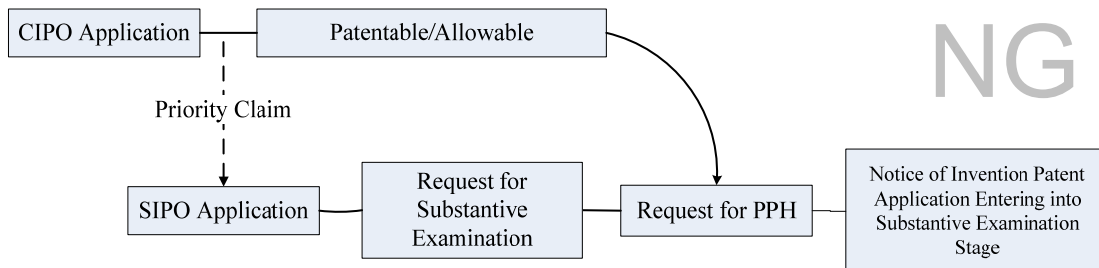 CIPO Application
Patentable/Allowable
NG
Priority Claim
SIPO Application
Request for
Substantive
Examination
Request for PPH
Notice of Invention Patent
Application Entering into
Substantive Examination
Stage